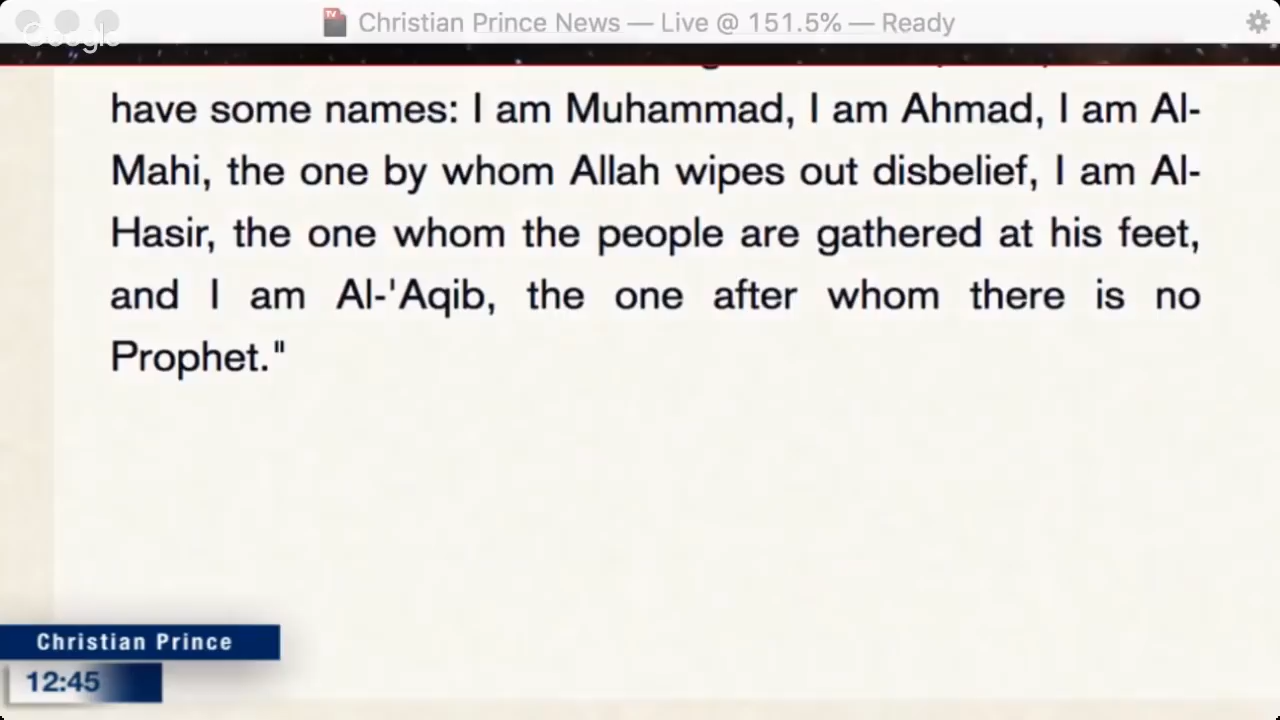 Christian Prince News — Live @ 151.5% — Ready
Google
have some names: I am Muhammad, I am Ahmad, I am Al-
Mahi, the one by whom Allah wipes out disbelief, I am Al-
Hasir, the one whom the people are gathered at his feet,
and I am Al-'Aqib, the one after whom there is no
Prophet."
Christian Prince
12:45